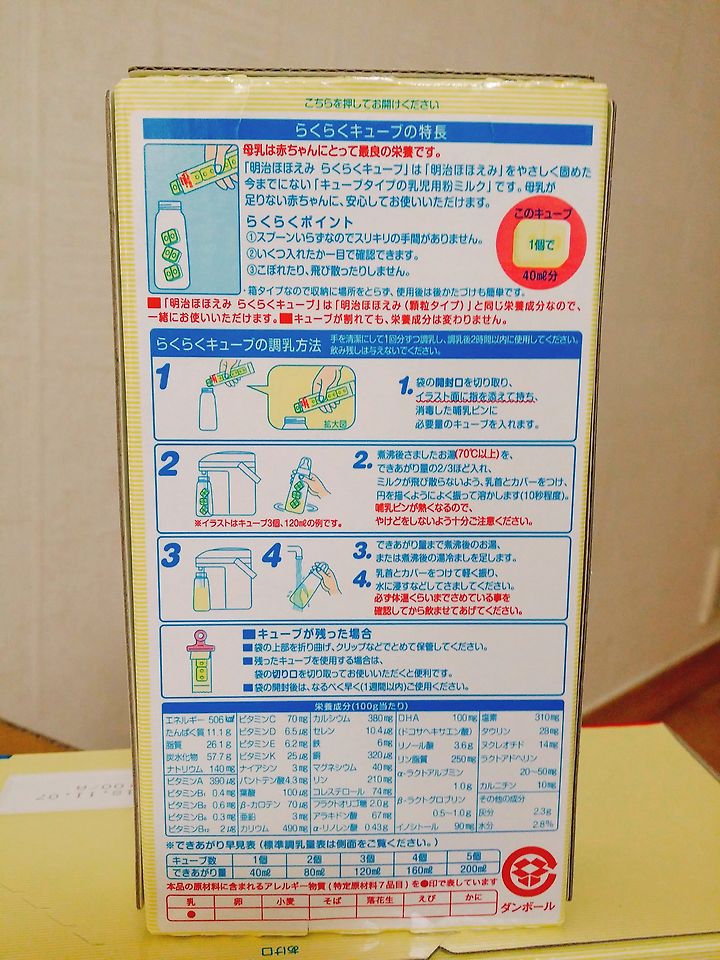 こちらを押してお開けください
らくらくキューブの特長
母乳は赤ちゃんにとって最良の栄養です。
「明治ほほえみ らくらくキューブ」は「明治ほほえみ」をやさしく固めた
今までにない「キューブタイプの乳児用粉ミルク」です。母乳が
足りない赤ちゃんに、安心してお使いいただけます。
らくらくポイント
①スプーンいらずなのでスリキリの手間がありません。
②いくつ入れたか一目で確認できます。
③こぼれたり、飛び散ったりしません。
このキューブ
1個で
40mℓ分
・箱タイプなので収納に場所をとらず、使用後は後かたづけも簡単です。
■「明治ほほえみ らくらくキューブ」は「明治ほほえみ(顆粒タイプ)」と同じ栄養成分なので、
一緒にお使いいただけます。■キューブが割れても、栄養成分は変わりません。
らくらくキューブの調乳方法
手を清潔にして1回分ずつ調乳し、調乳後2時間以内に使用してください。
飲み残しは与えないでください。
1
拡大図
1. 袋の開封口を切り取り、
イラスト面に指を添えて持ち、
消毒した哺乳ビンに
必要量のキューブを入れます。
2
※イラストはキューブ3個、120mℓの例です。
2. 煮沸後さましたお湯(70℃以上)を、
できあがり量の2/3ほど入れ、
ミルクが飛び散らないよう、乳首とカバーをつけ、
円を描くようによく振って溶かします(10秒程度)。
哺乳ビンが熱くなるので、
やけどをしないよう十分ご注意ください。
3
4
3. できあがり量まで煮沸後のお湯、
または煮沸後の湯冷ましを足します。
4. 乳首とカバーをつけて軽く振り、
水に浸すなどしてさましてください。
必ず体温くらいまでさめている事を
確認してから飲ませてあげてください。
■キューブが残った場合
■袋の上部を折り曲げ、クリップなどでとめて保管してください。
■残ったキューブを使用する場合は、
袋の切り口を切り取ってお使いいただくと便利です。
■袋の開封後は、なるべく早く(1週間以内)ご使用ください。
栄養成分(100g当たり)
エネルギー 506kcal
たんぱく質 11.1g
脂質 26.1g
炭水化物 57.7g
ナトリウム 140mg
ビタミンA 390μg
ビタミンB₁ 0.4mg
ビタミンB₂ 0.6mg
ビタミンB₆ 0.3mg
ビタミンB₁₂ 2μg
ビタミンC 70mg
ビタミンD 6.5μg
ビタミンE 6.2mg
ビタミンK 25μg
ナイアシン 3mg
パントテン酸 4.3mg
葉酸 100μg
β-カロテン 70μg
亜鉛 3mg
カリウム 490mg
カルシウム 380mg
セレン 10.4μg
鉄 6mg
銅 320μg
マグネシウム 40mg
リン 210mg
コレステロール 74mg
フラクトオリゴ糖 2.0g
アラキドン酸 67mg
α-リノレン酸 0.43g
DHA 100mg
(ドコサヘキサエン酸)
リノール酸 3.6g
リン脂質 250mg
α-ラクトアルブミン
1.0g
β-ラクトグロブリン
0.5~1.0g
イノシトール 90mg
塩素 310mg
タウリン 28mg
ヌクレオチド 14mg
ラクトアドヘリン
20~50mg
カルニチン 10mg
その他の成分
灰分 2.3g
水分 2.8%
※できあがり早見表(標準調乳量表は側面をご覧ください。)
キューブ数 1個 2個 3個 4個 5個
できあがり量 40mℓ 80mℓ 120mℓ 160mℓ 200mℓ
本品の原材料に含まれるアレルギー物質(特定原材料7品目)を●印で表しています
乳 卵 小麦 そば 落花生 えび かに
●
ダンボール
あけ口